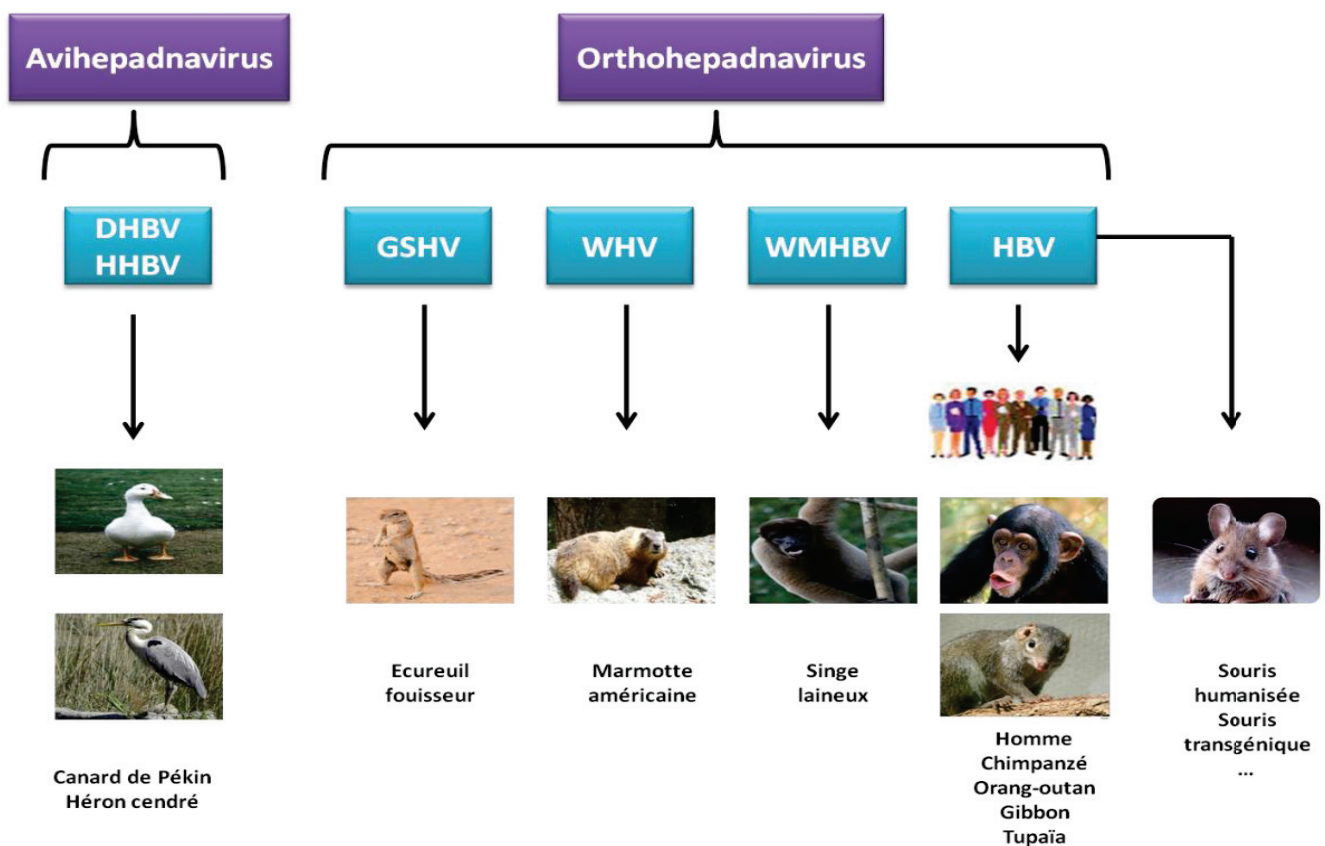 Avihepadnavirus
Orthohepadnavirus
DHBV
HHBV
GSHV
WHV
WMHBV
HBV
Canard de Pékin
Héron cendré
Ecureuil
fouisseur
Marmotte
américaine
Singe
laineux
Homme
Chimpanzé
Orang-outan
Gibbon
Tupaïa
Souris
humanisée
Souris
transgénique
...